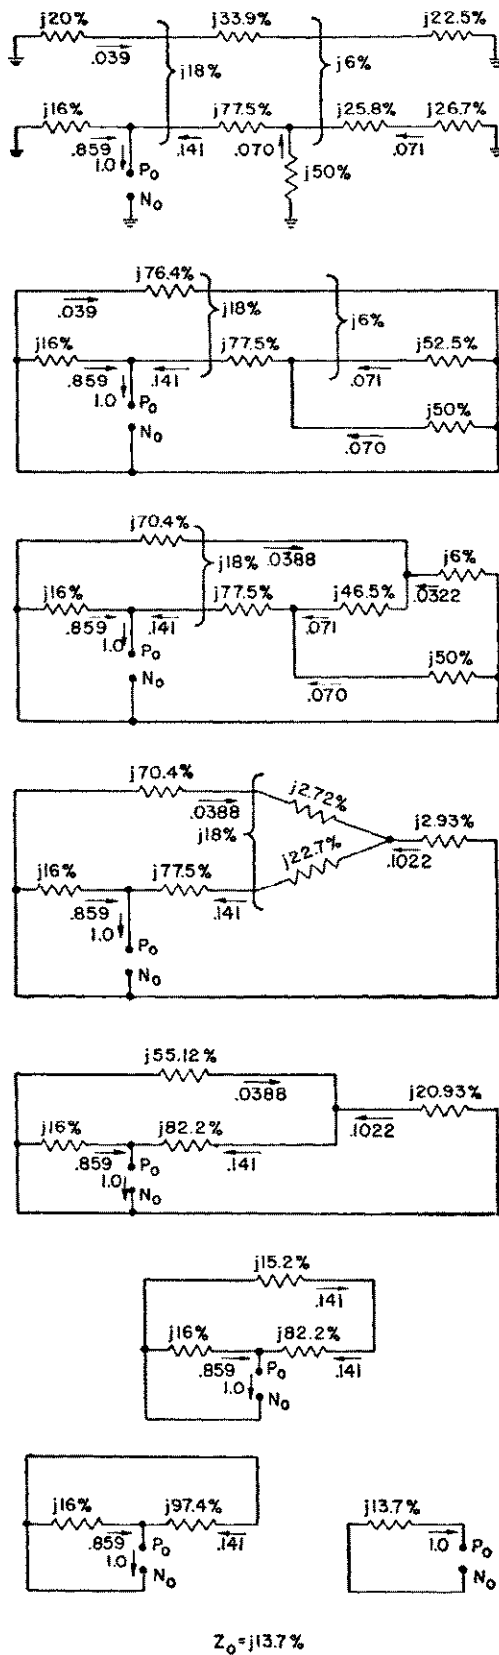 j20% j33.9% j22.5%
.039
j18% j6%
j16% j77.5% j25.8% j26.7%
.859 .141 .070 .071
1.0 P₀
j50%
N₀
j76.4%
.039
j18% j6%
j16% j77.5% j52.5%
.859 .141 .071
1.0 P₀ j50%
N₀ .070
j70.4%
j18% .0388 j6%
.0322
j16% j77.5% j46.5%
.859 .141 .071
1.0 P₀ j50%
N₀ .070
j70.4% j2.72%
.0388
j18% j2.93%
j22.7% .1022
j16% j77.5%
.859 .141
1.0 P₀
N₀
j55.12%
.0388 j20.93%
.1022
j16% j82.2%
.859 P₀ .141
1.0 N₀
j15.2%
.141
j16% j82.2%
.859 P₀ .141
1.0 N₀
j16% j97.4% j13.7%
.859 P₀ .141 1.0 P₀
1.0 N₀ N₀
Z₀=j13.7%